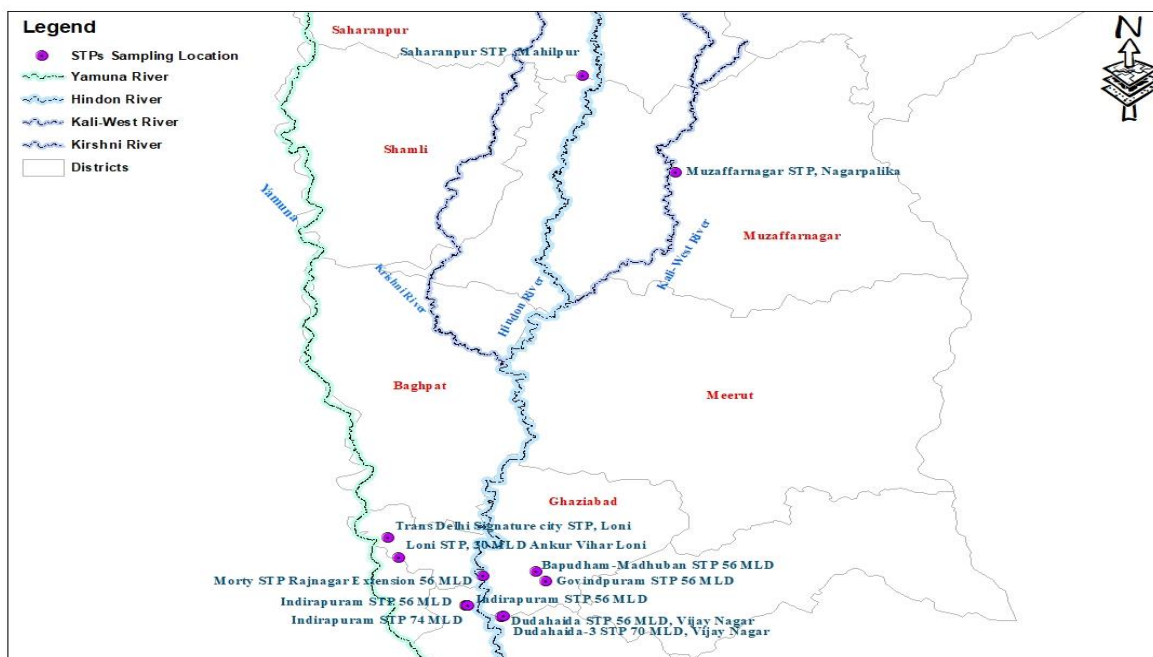 Legend
STPs Sampling Location
Yamuna River
Hindon River
Kali-West River
Kirshni River
Districts
N
Saharanpur
Saharanpur STP , Mahilpur
Shamli
Muzaffarnagar STP, Nagarpalika
Yamuna
Muzaffarnagar
Kali-West River
Krishni River
Hindon River
Baghpat
Meerut
Ghaziabad
Trans Delhi Signature city STP, Loni
Loni STP, 30 MLD Ankur Vihar Loni
Bapudham-Madhuban STP 56 MLD
Morty STP Rajnagar Extension 56 MLD
Govindpuram STP 56 MLD
Indirapuram STP 56 MLD
Indirapuram STP 56 MLD
Indirapuram STP 74 MLD
Dudahaida STP 56 MLD, Vijay Nagar
Dudahaida-3 STP 70 MLD, Vijay Nagar